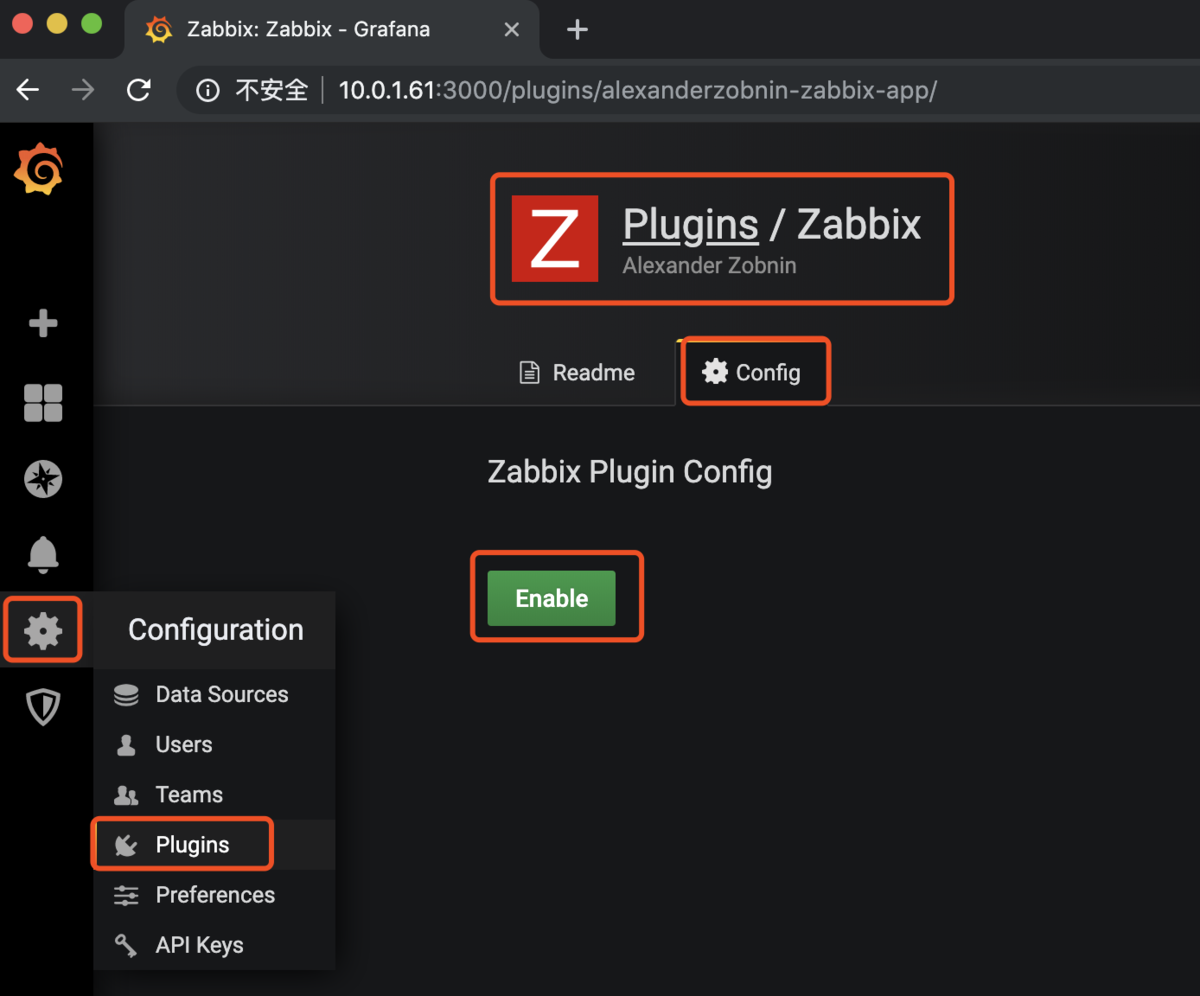 Zabbix: Zabbix - Grafana
不安全 10.0.1.61:3000/plugins/alexanderzobnin-zabbix-app/
Z
Plugins / Zabbix
Alexander Zobnin
Readme
Config
Zabbix Plugin Config
Enable
Configuration
Data Sources
Users
Teams
Plugins
Preferences
API Keys